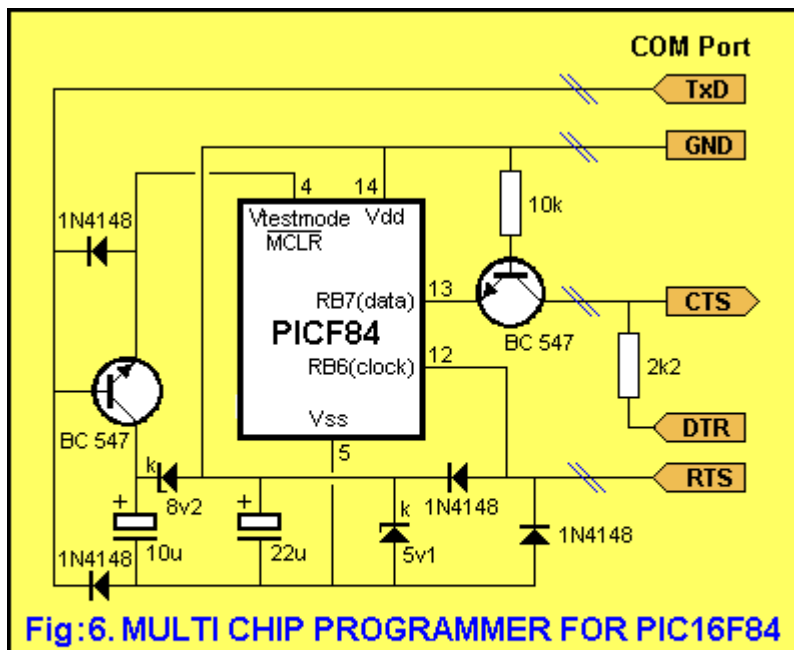 COM Port
TxD
GND
4
14
10k
1N4148
Vtestmode
Vdd
MCLR
RB7(data)
13
CTS
PICF84
BC 547
RB6(clock)
12
2k2
Vss
DTR
BC 547
5
k
RTS
8v2
k
1N4148
+
+
1N4148
10u
22u
5v1
1N4148
Fig:6. MULTI CHIP PROGRAMMER FOR PIC16F84